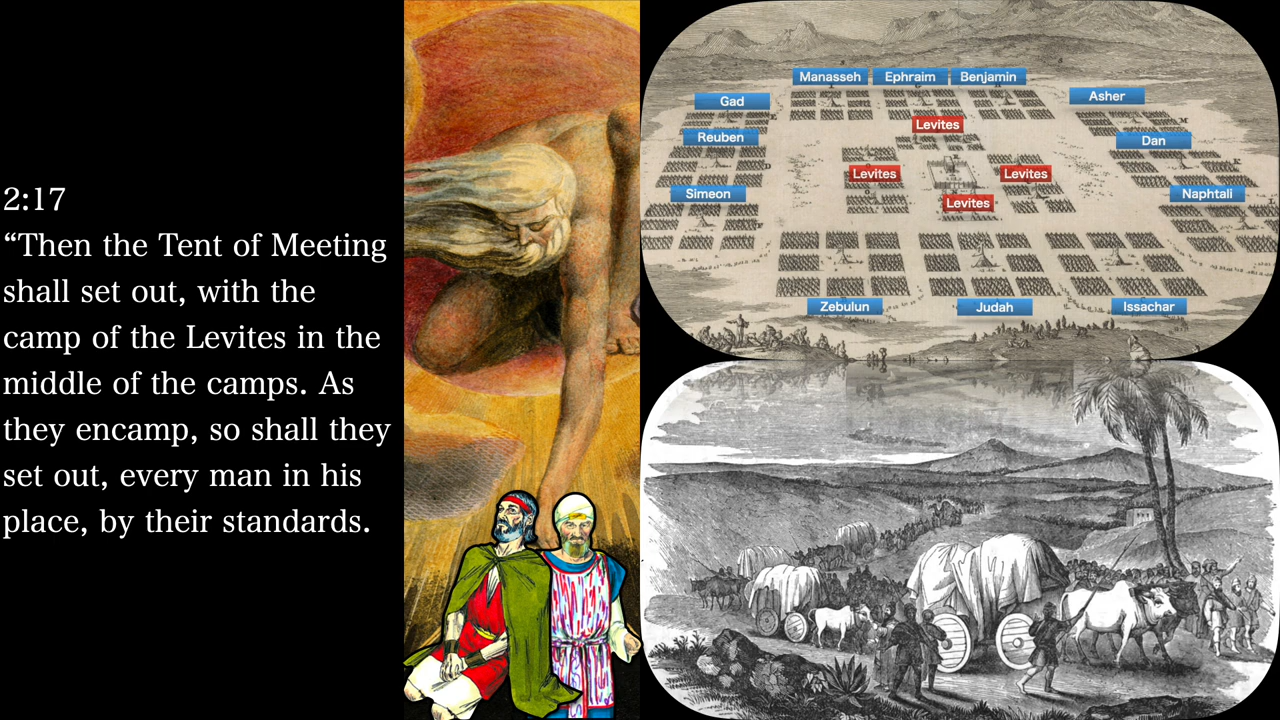 2:17
“Then the Tent of Meeting
shall set out, with the
camp of the Levites in the
middle of the camps. As
they encamp, so shall they
set out, every man in his
place, by their standards.
Manasseh
Ephraim
Benjamin
Gad
Asher
Levites
Reuben
Dan
Levites
Levites
Simeon
Levites
Naphtali
Zebulun
Judah
Issachar